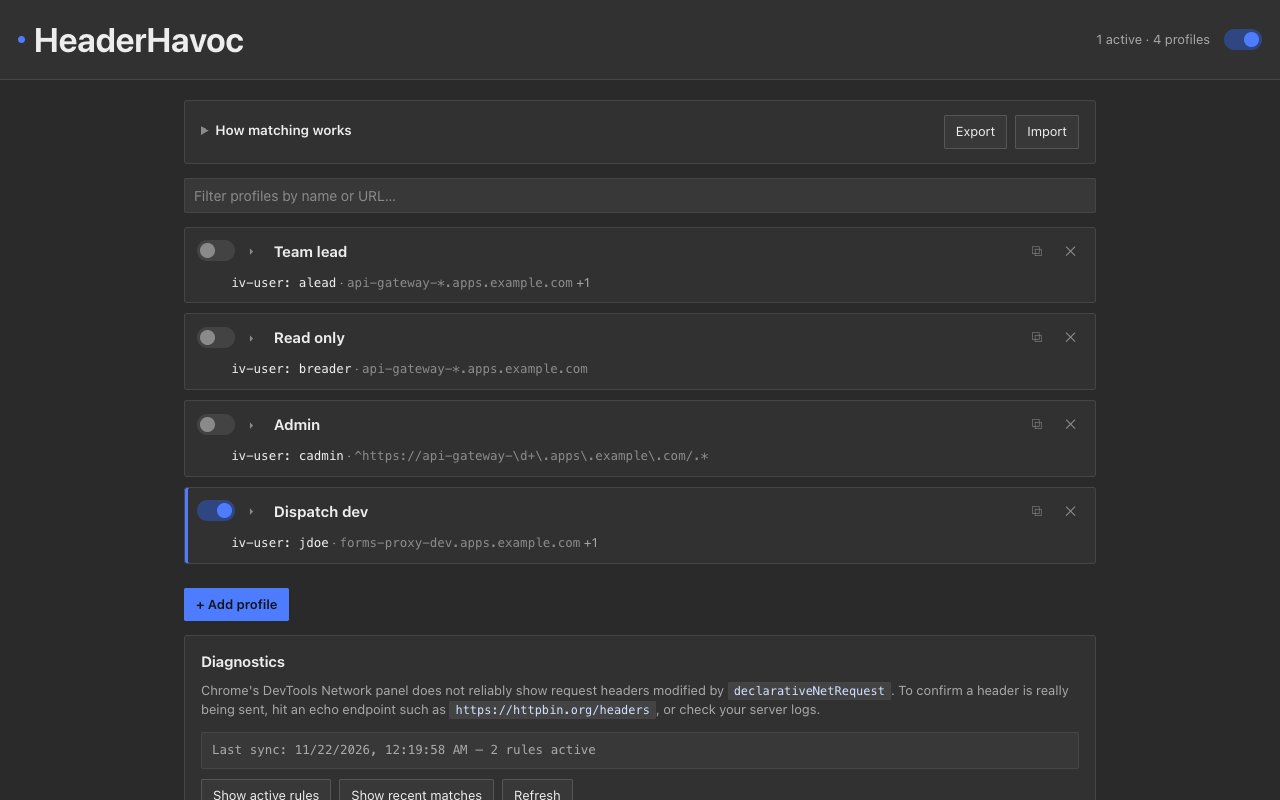 HeaderHavoc
1 active · 4 profiles
How matching works
Export
Import
Filter profiles by name or URL...
Team lead
iv-user: alead · api-gateway-*.apps.example.com +1
Read only
iv-user: breader · api-gateway-*.apps.example.com
Admin
iv-user: cadmin · ^https://api-gateway-\d+\.apps\.example\.com/.*
Dispatch dev
iv-user: jdoe · forms-proxy-dev.apps.example.com +1
+ Add profile
Diagnostics
Chrome's DevTools Network panel does not reliably show request headers modified by declarativeNetRequest. To confirm a header is really
being sent, hit an echo endpoint such as https://httpbin.org/headers, or check your server logs.
Last sync: 11/22/2026, 12:19:58 AM — 2 rules active
Show active rules
Show recent matches
Refresh